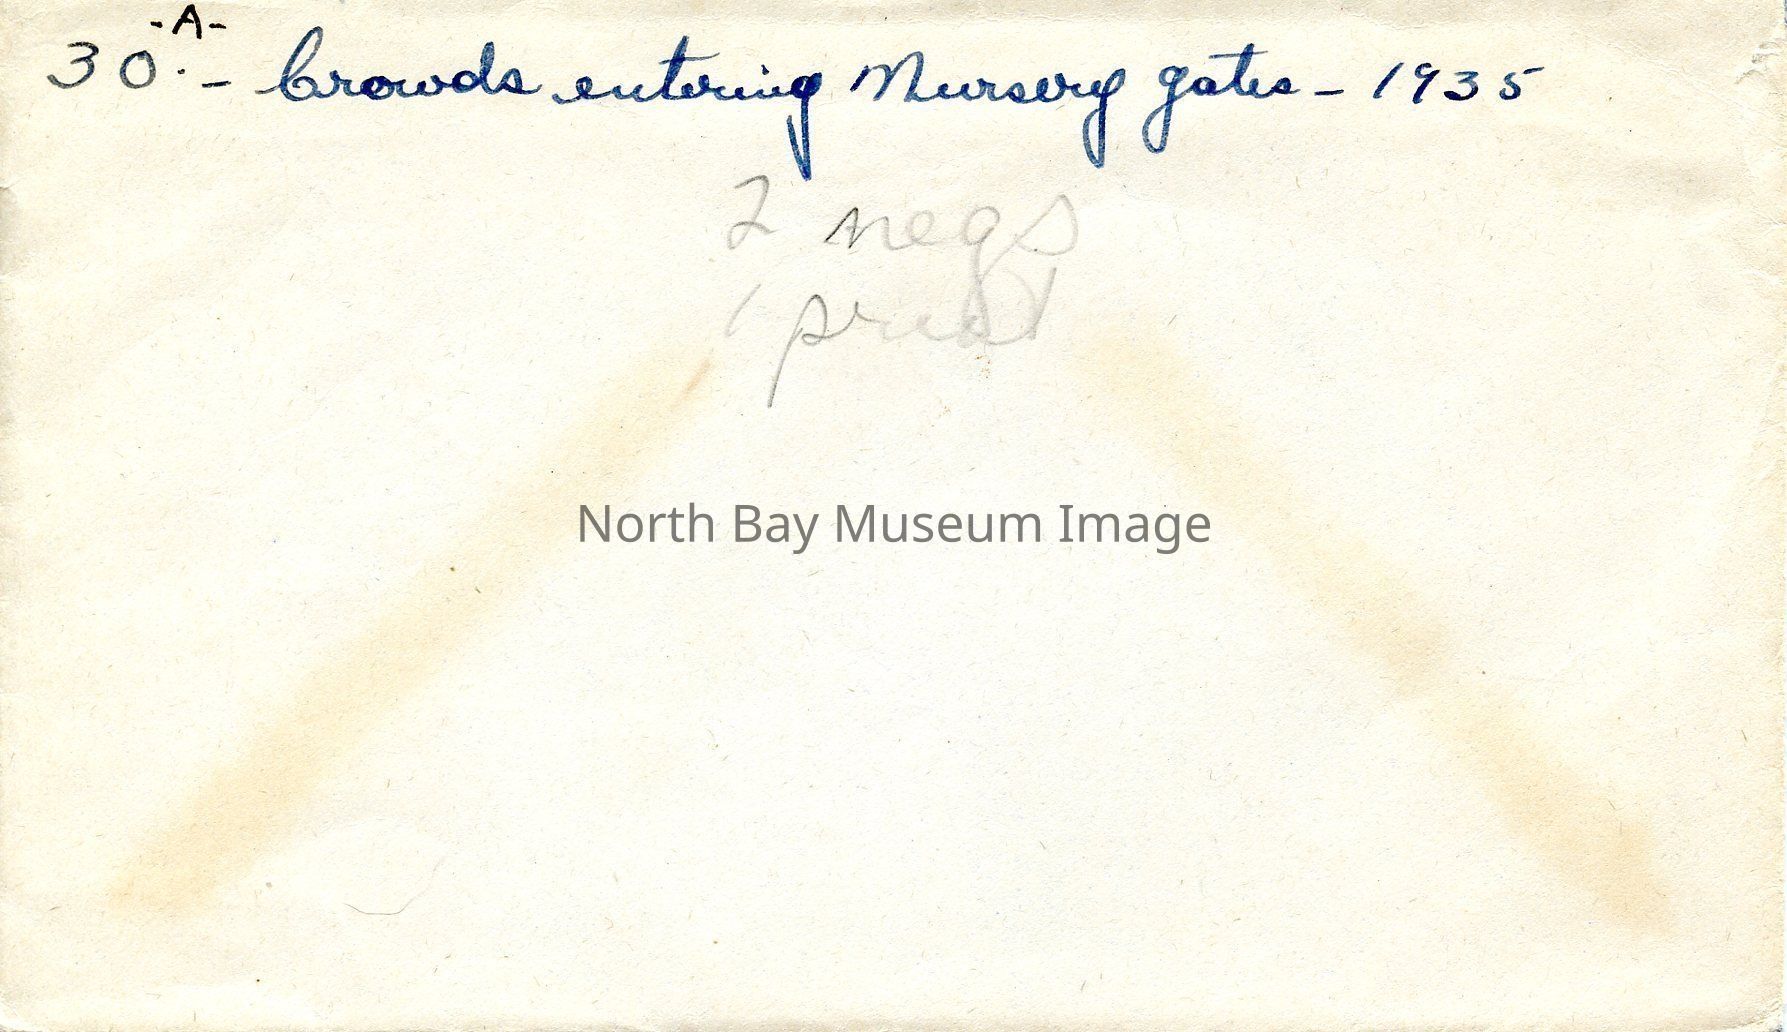 -A-
30. - Crowds entering Nursery gates - 1935
2 negs
1 print
North Bay Museum Image